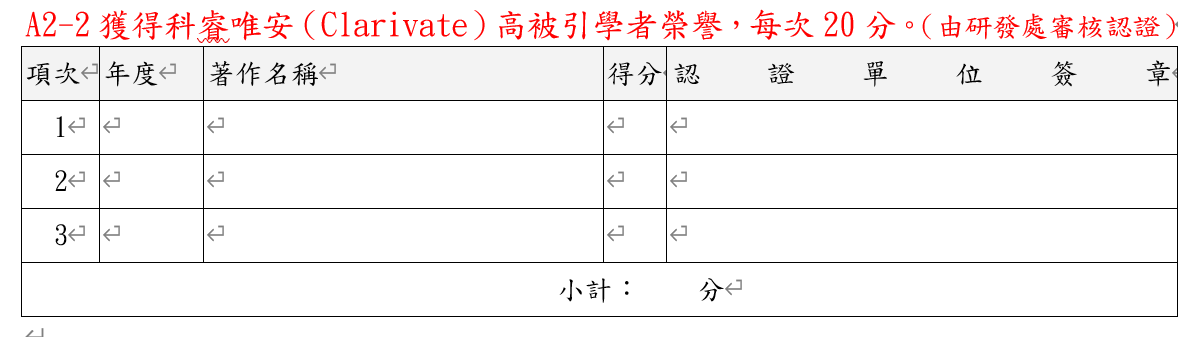 A2-2 獲得科睿唯安(Clarivate)高被引學者榮譽，每次 20 分。(由研發處審核認證)
項次 年度 著作名稱 得分 認證單位簽章
1
2
3
小計： 分